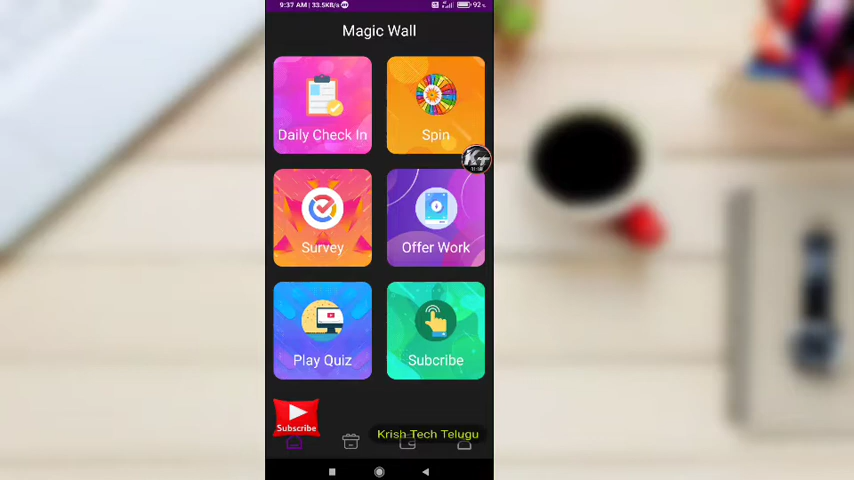 9:37 AM | 33.5KB/s
92
Magic Wall
Daily Check In
Spin
KT
Survey
Offer Work
Play Quiz
Subcribe
Subscribe
Krish Tech Telugu